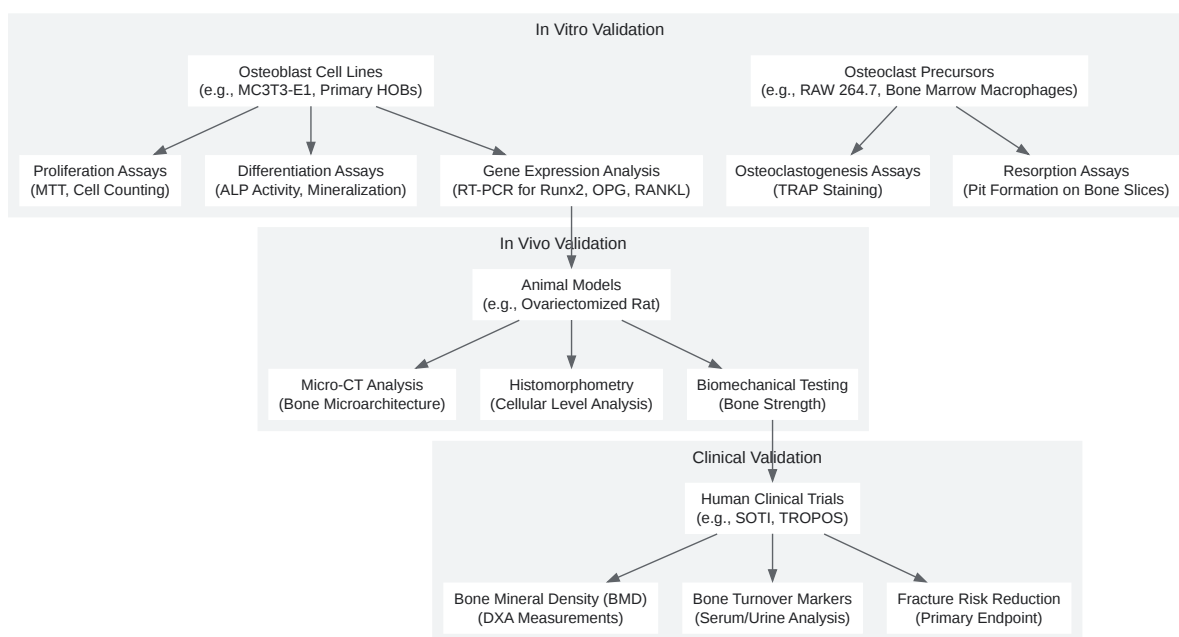 In Vitro Validation
Osteoblast Cell Lines
(e.g., MC3T3-E1, Primary HOBs)
Osteoclast Precursors
(e.g., RAW 264.7, Bone Marrow Macrophages)
Proliferation Assays
(MTT, Cell Counting)
Differentiation Assays
(ALP Activity, Mineralization)
Gene Expression Analysis
(RT-PCR for Runx2, OPG, RANKL)
Osteoclastogenesis Assays
(TRAP Staining)
Resorption Assays
(Pit Formation on Bone Slices)
In Vivo Validation
Animal Models
(e.g., Ovariectomized Rat)
Micro-CT Analysis
(Bone Microarchitecture)
Histomorphometry
(Cellular Level Analysis)
Biomechanical Testing
(Bone Strength)
Clinical Validation
Human Clinical Trials
(e.g., SOTI, TROPOS)
Bone Mineral Density (BMD)
(DXA Measurements)
Bone Turnover Markers
(Serum/Urine Analysis)
Fracture Risk Reduction
(Primary Endpoint)